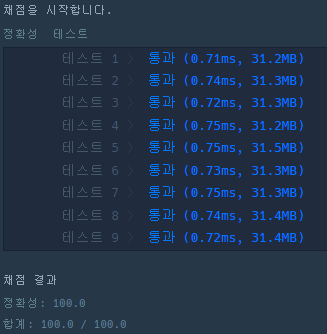 채점을 시작합니다.
정확성 테스트
테스트 1 〉 통과 (0.71ms, 31.2MB)
테스트 2 〉 통과 (0.74ms, 31.3MB)
테스트 3 〉 통과 (0.72ms, 31.3MB)
테스트 4 〉 통과 (0.75ms, 31.2MB)
테스트 5 〉 통과 (0.75ms, 31.5MB)
테스트 6 〉 통과 (0.73ms, 31.3MB)
테스트 7 〉 통과 (0.75ms, 31.3MB)
테스트 8 〉 통과 (0.74ms, 31.4MB)
테스트 9 〉 통과 (0.72ms, 31.4MB)
채점 결과
정확성: 100.0
합계: 100.0 / 100.0